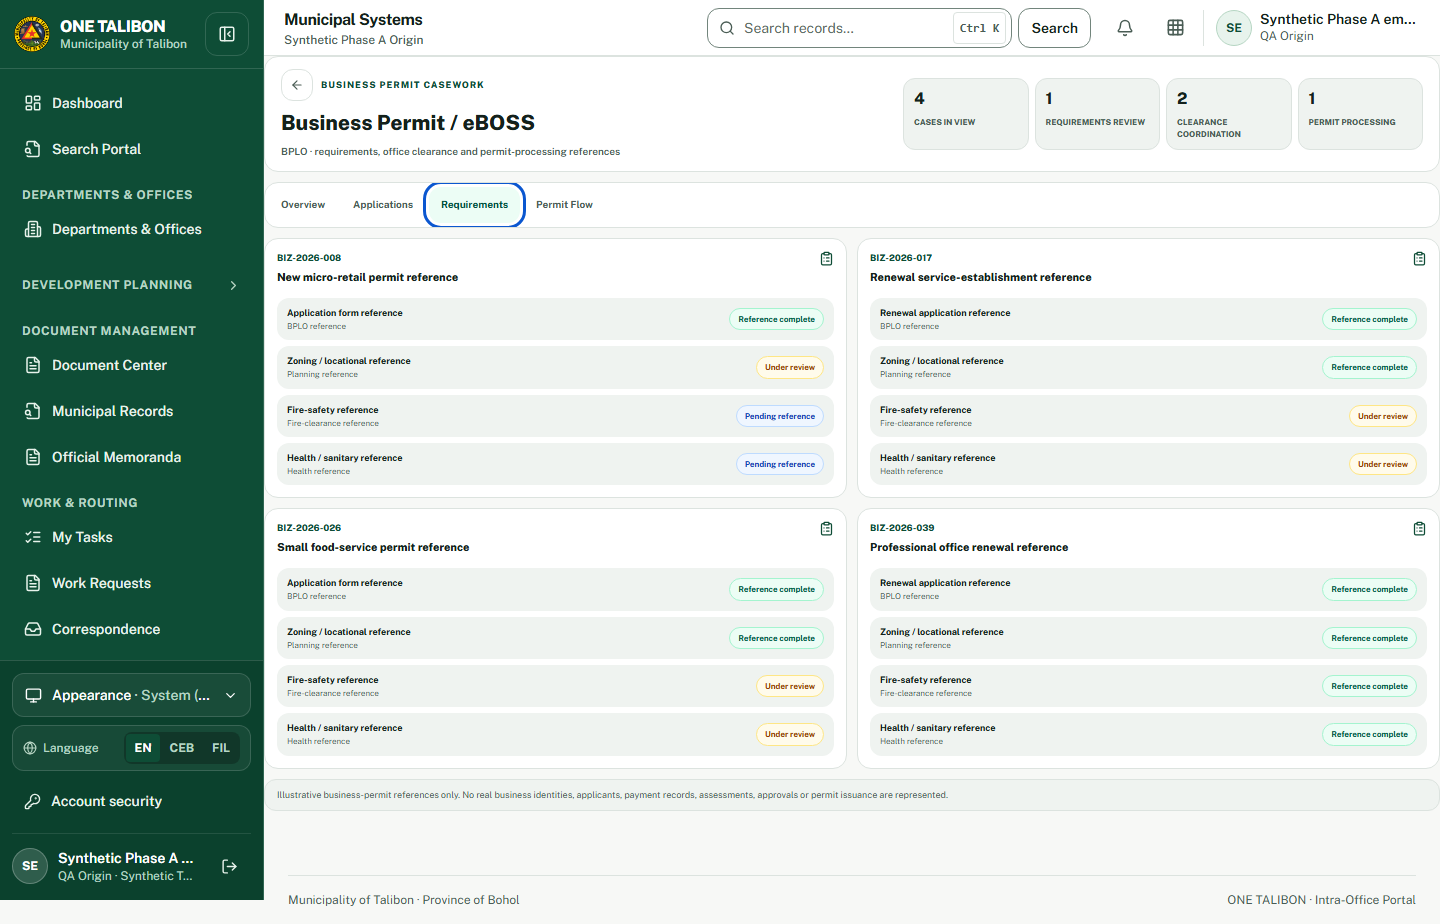 ONE TALIBON
Municipality of Talibon
Dashboard
Search Portal
DEPARTMENTS & OFFICES
Departments & Offices
DEVELOPMENT PLANNING
DOCUMENT MANAGEMENT
Document Center
Municipal Records
Official Memoranda
WORK & ROUTING
My Tasks
Work Requests
Correspondence
Appearance · System (...
Language EN CEB FIL
Account security
SE Synthetic Phase A ...
QA Origin · Synthetic T...
Municipal Systems
Synthetic Phase A Origin
Search records... Ctrl K Search
SE Synthetic Phase A em...
QA Origin
BUSINESS PERMIT CASEWORK
Business Permit / eBOSS
BPLO · requirements, office clearance and permit-processing references
4
CASES IN VIEW
1
REQUIREMENTS REVIEW
2
CLEARANCE
COORDINATION
1
PERMIT PROCESSING
Overview Applications Requirements Permit Flow
BIZ-2026-008
New micro-retail permit reference
Application form reference
BPLO reference
Reference complete
Zoning / locational reference
Planning reference
Under review
Fire-safety reference
Fire-clearance reference
Pending reference
Health / sanitary reference
Health reference
Pending reference
BIZ-2026-017
Renewal service-establishment reference
Renewal application reference
BPLO reference
Reference complete
Zoning / locational reference
Planning reference
Reference complete
Fire-safety reference
Fire-clearance reference
Under review
Health / sanitary reference
Health reference
Under review
BIZ-2026-026
Small food-service permit reference
Application form reference
BPLO reference
Reference complete
Zoning / locational reference
Planning reference
Reference complete
Fire-safety reference
Fire-clearance reference
Under review
Health / sanitary reference
Health reference
Under review
BIZ-2026-039
Professional office renewal reference
Renewal application reference
BPLO reference
Reference complete
Zoning / locational reference
Planning reference
Reference complete
Fire-safety reference
Fire-clearance reference
Reference complete
Health / sanitary reference
Health reference
Reference complete
Illustrative business-permit references only. No real business identities, applicants, payment records, assessments, approvals or permit issuance are represented.
Municipality of Talibon · Province of Bohol
ONE TALIBON · Intra-Office Portal